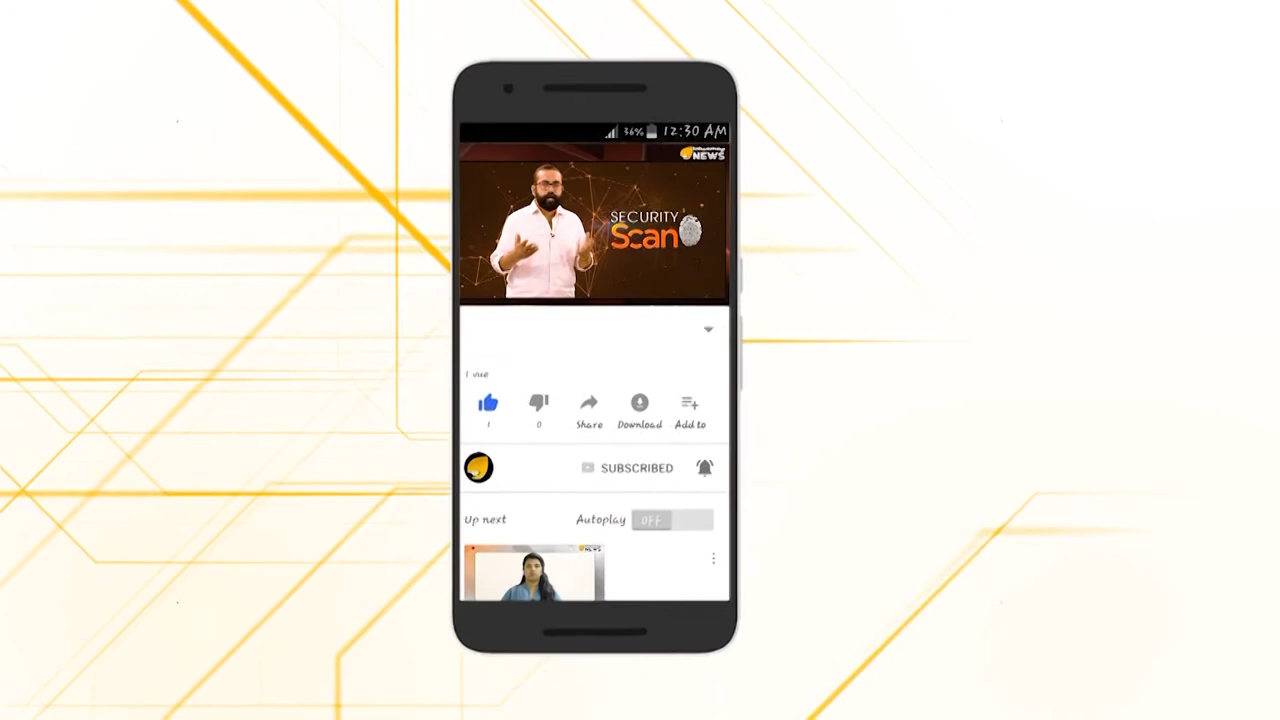 36% 12:30 AM
NEWS
SECURITY
Scan
1 vue
1 0 Share Download Add to
SUBSCRIBED
Up next Autoplay OFF
NEWS